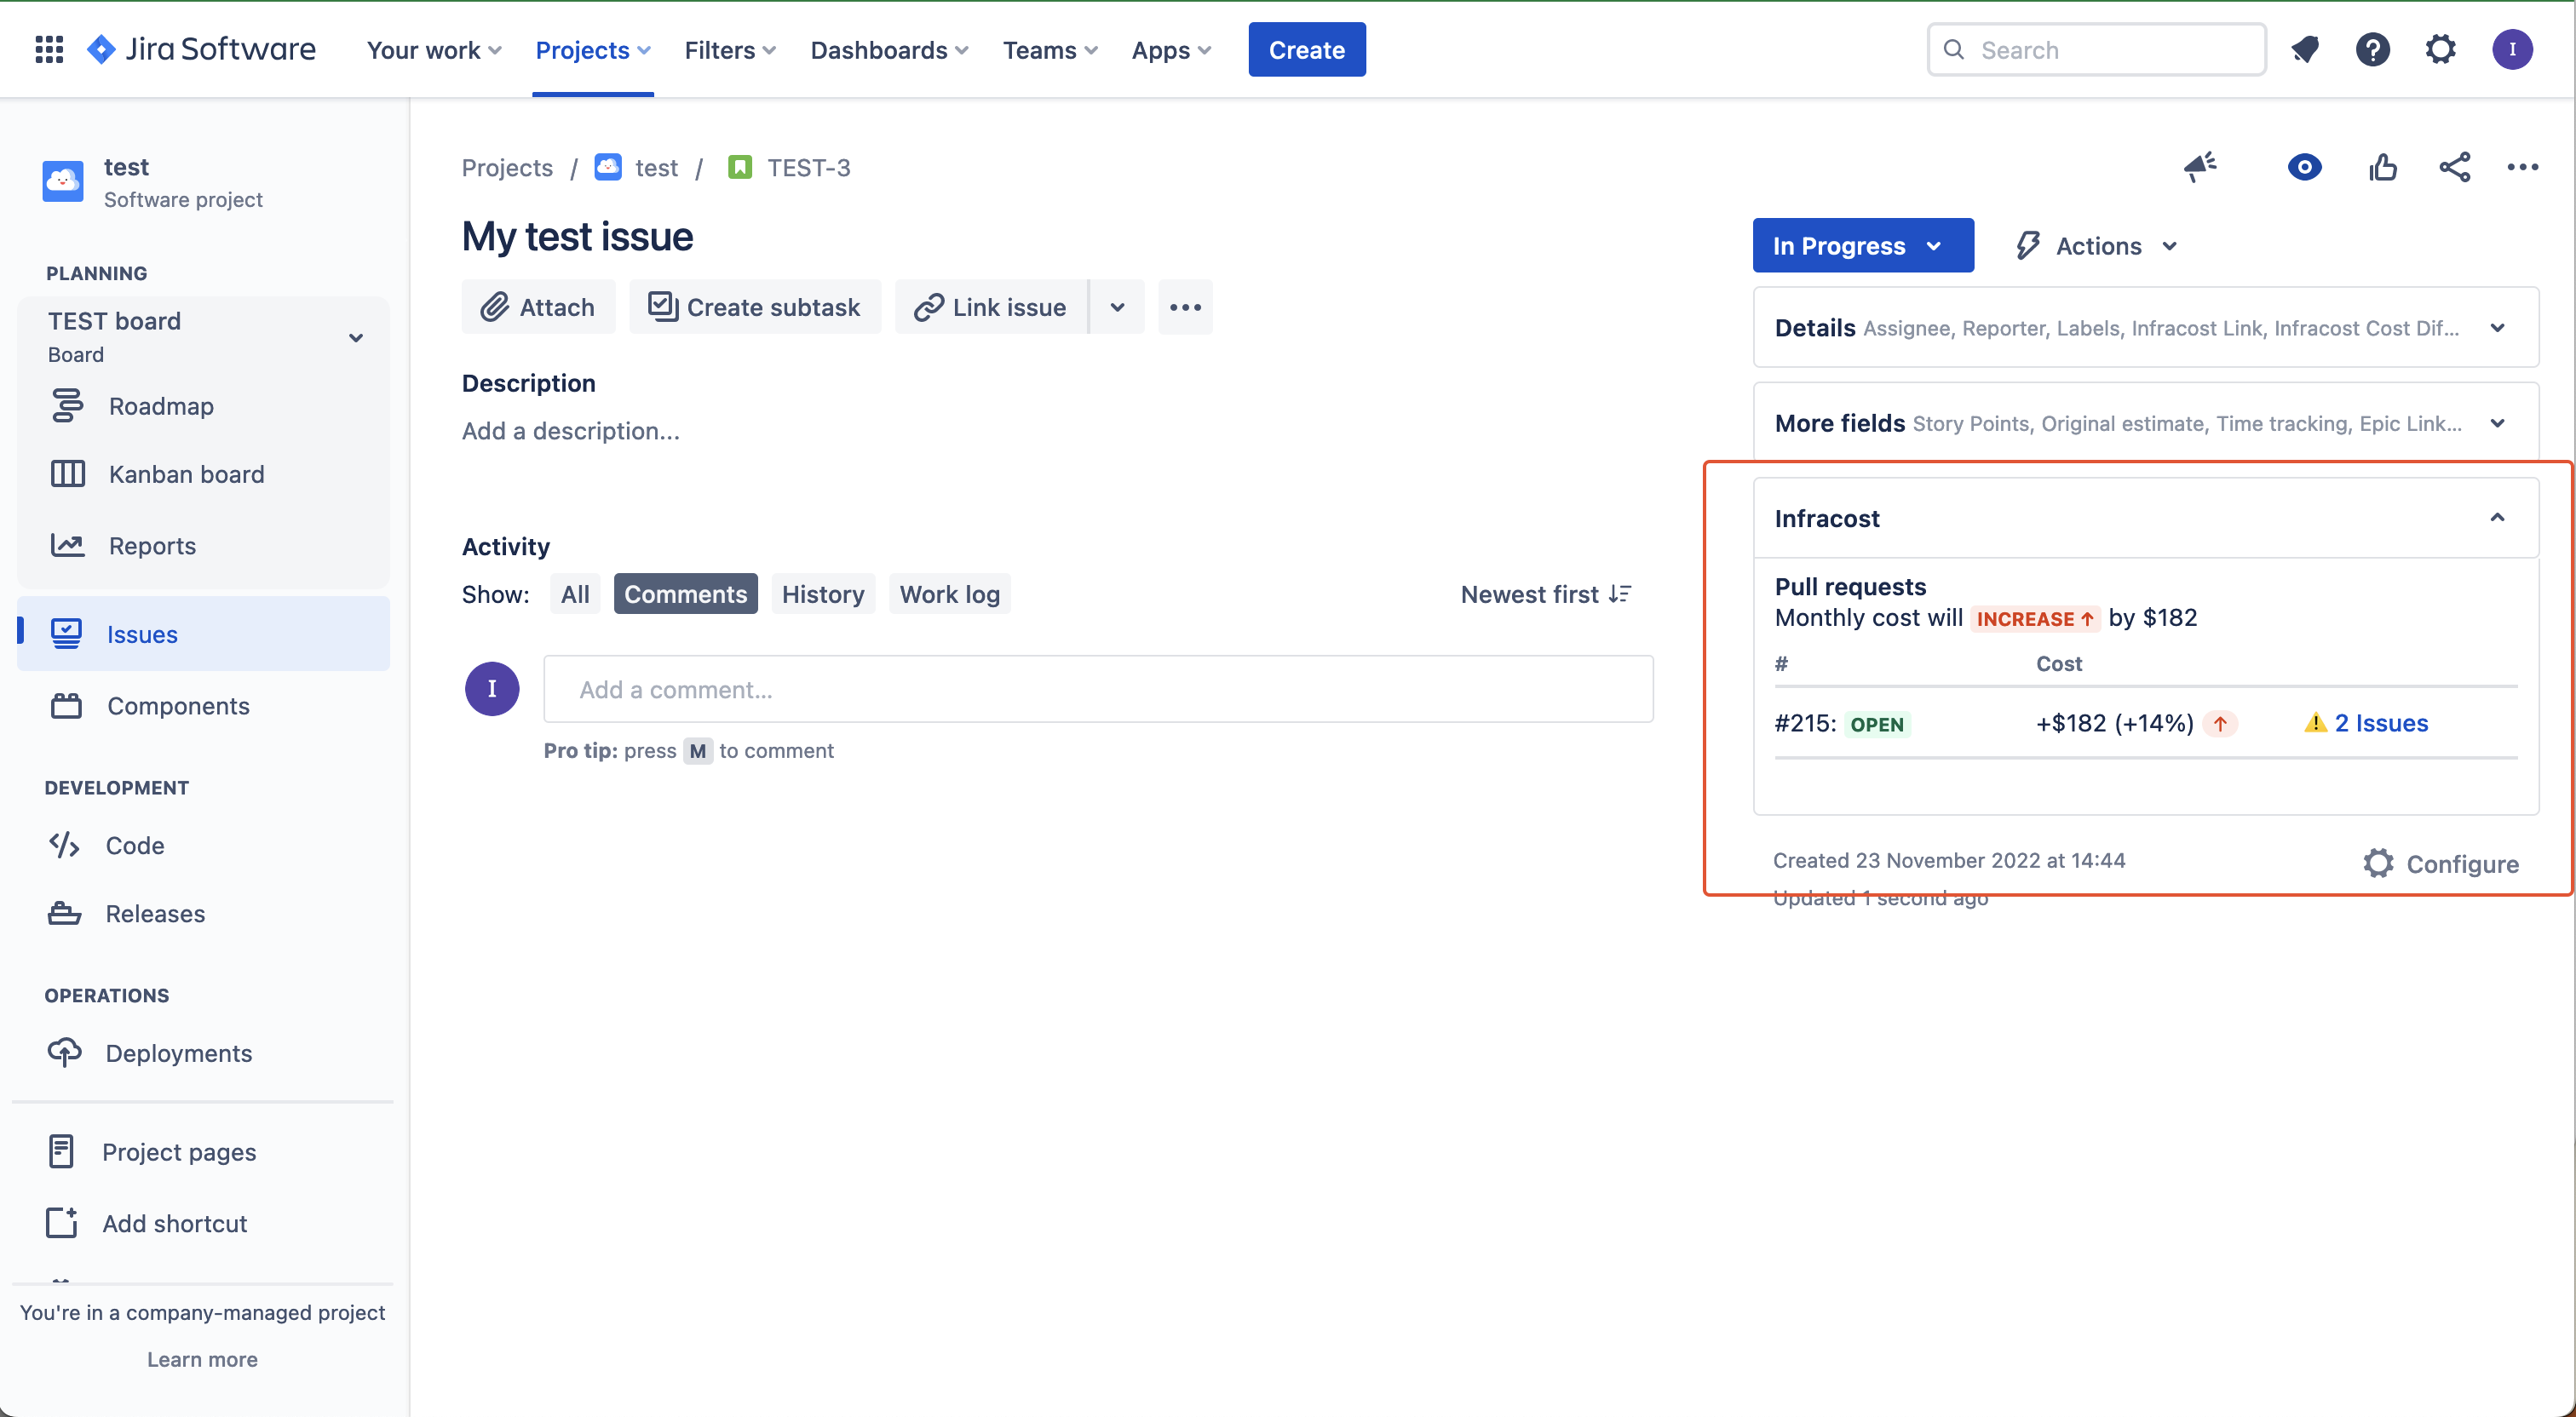 Jira Software Your work Projects Filters Dashboards Teams Apps Create Search I
test
Software project
PLANNING
TEST board
Board
Roadmap
Kanban board
Reports
Issues
Components
DEVELOPMENT
Code
Releases
OPERATIONS
Deployments
Project pages
Add shortcut
You're in a company-managed project
Learn more
Projects / test / TEST-3
My test issue
Attach Create subtask Link issue
Description
Add a description...
Activity
Show: All Comments History Work log Newest first
I Add a comment...
Pro tip: press M to comment
In Progress Actions
Details Assignee, Reporter, Labels, Infracost Link, Infracost Cost Dif...
More fields Story Points, Original estimate, Time tracking, Epic Link...
Infracost
Pull requests
Monthly cost will INCREASE ↑ by $182
# Cost
#215: OPEN +$182 (+14%) ↑ 2 Issues
Created 23 November 2022 at 14:44 Configure
Updated 1 second ago